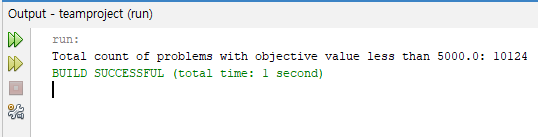 Output - teamproject (run)
run:
Total count of problems with objective value less than 5000.0: 10124
BUILD SUCCESSFUL (total time: 1 second)